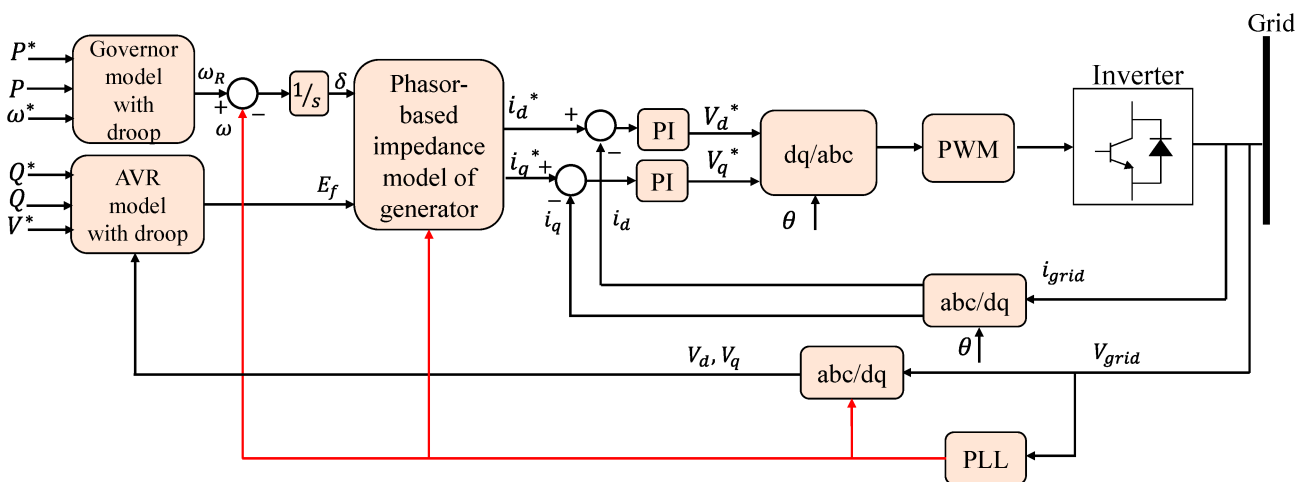 Grid
P*
P
ω*
Governor
model
with
droop
ω_R
+
ω
−
1/s
δ
Phasor-
based
impedance
model of
generator
i_d*
+
−
PI
V_d*
i_q*
+
−
PI
V_q*
dq/abc
θ
PWM
Inverter
Q*
Q
V*
AVR
model
with droop
E_f
i_q
i_d
abc/dq
i_grid
θ
V_d, V_q
abc/dq
V_grid
PLL